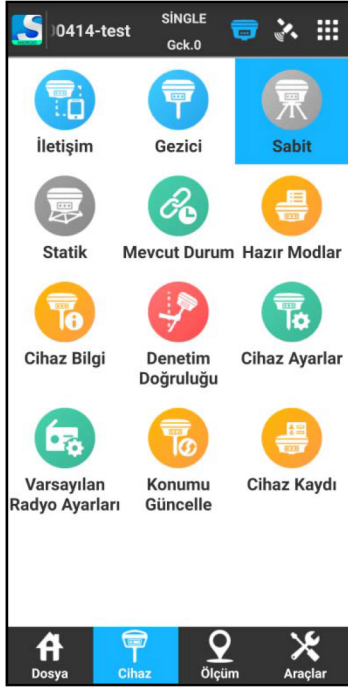 0414-test
SİNGLE
Gck.0
İletişim
Gezici
Sabit
Statik
Mevcut Durum
Hazır Modlar
Cihaz Bilgi
Denetim
Doğruluğu
Cihaz Ayarlar
Varsayılan
Radyo Ayarları
Konumu
Güncelle
Cihaz Kaydı
Dosya
Cihaz
Ölçüm
Araçlar